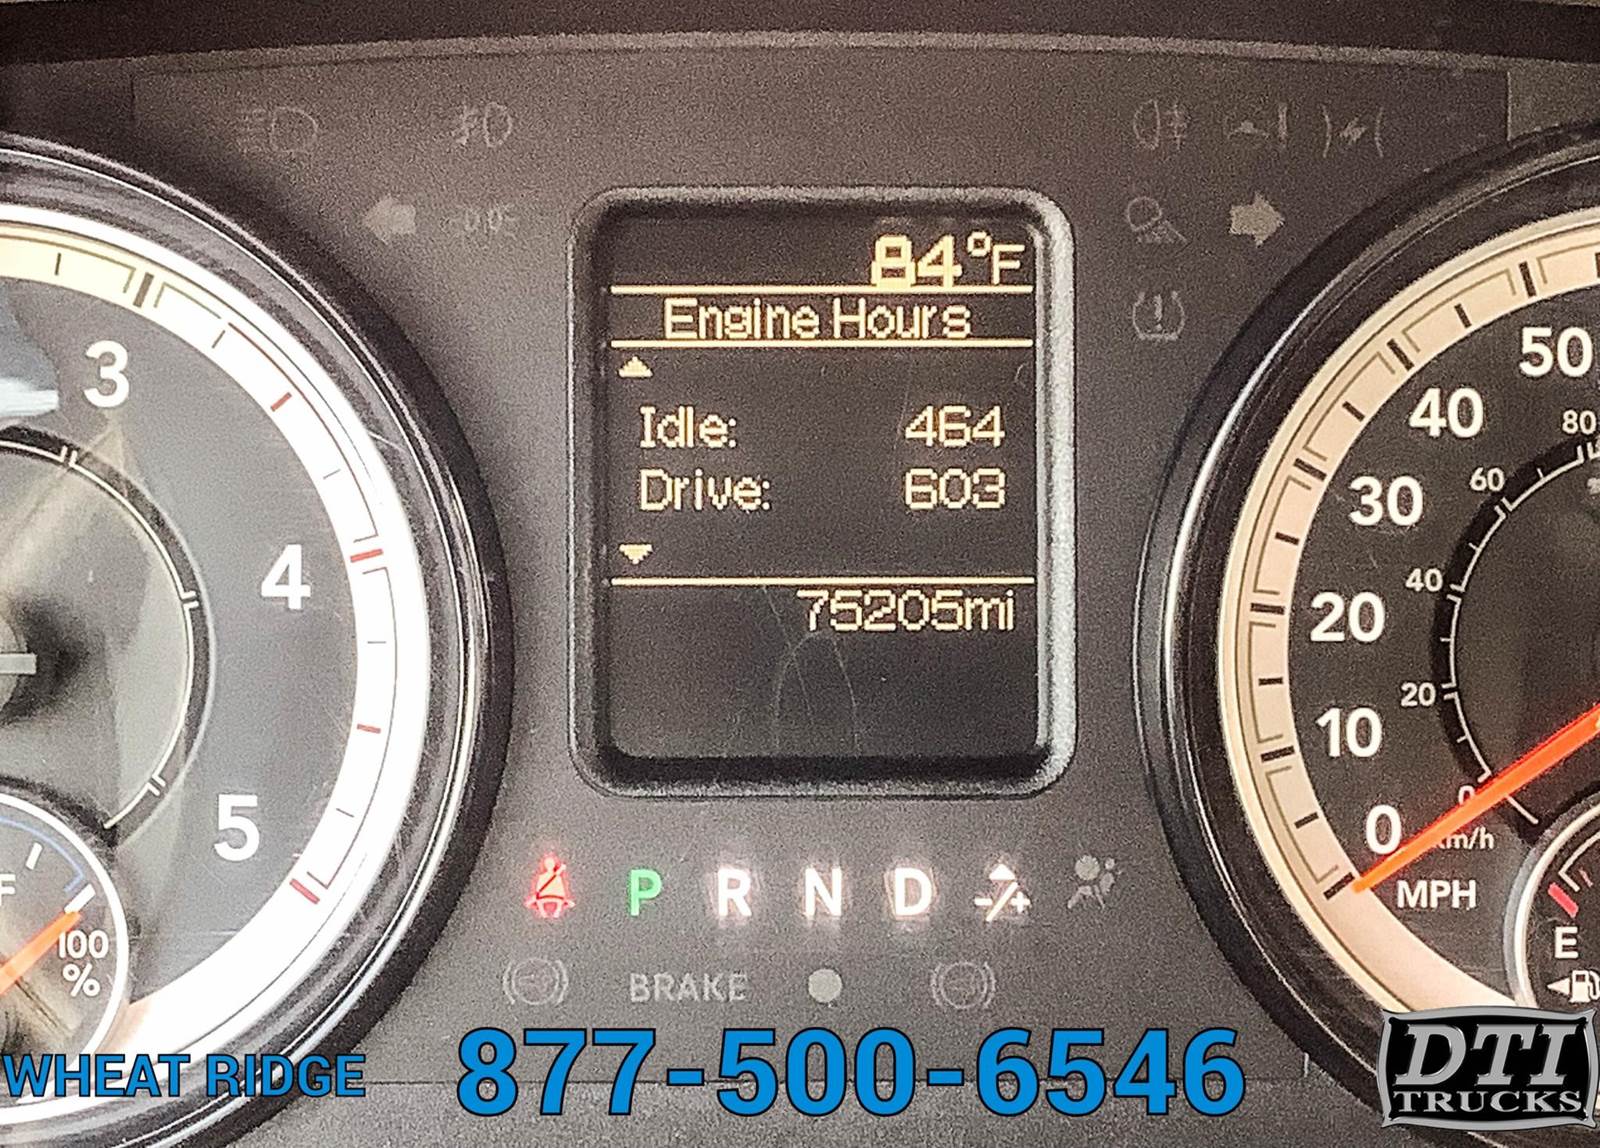 84°F
Engine Hours
Idle: 464
Drive: 603
75205mi
3
4
5
F
100
%
50
40
30
20
10
0
MPH
80
60
40
20
0
km/h
E
P R N D -/+
BRAKE
WHEAT RIDGE
877-500-6546
DTI
TRUCKS